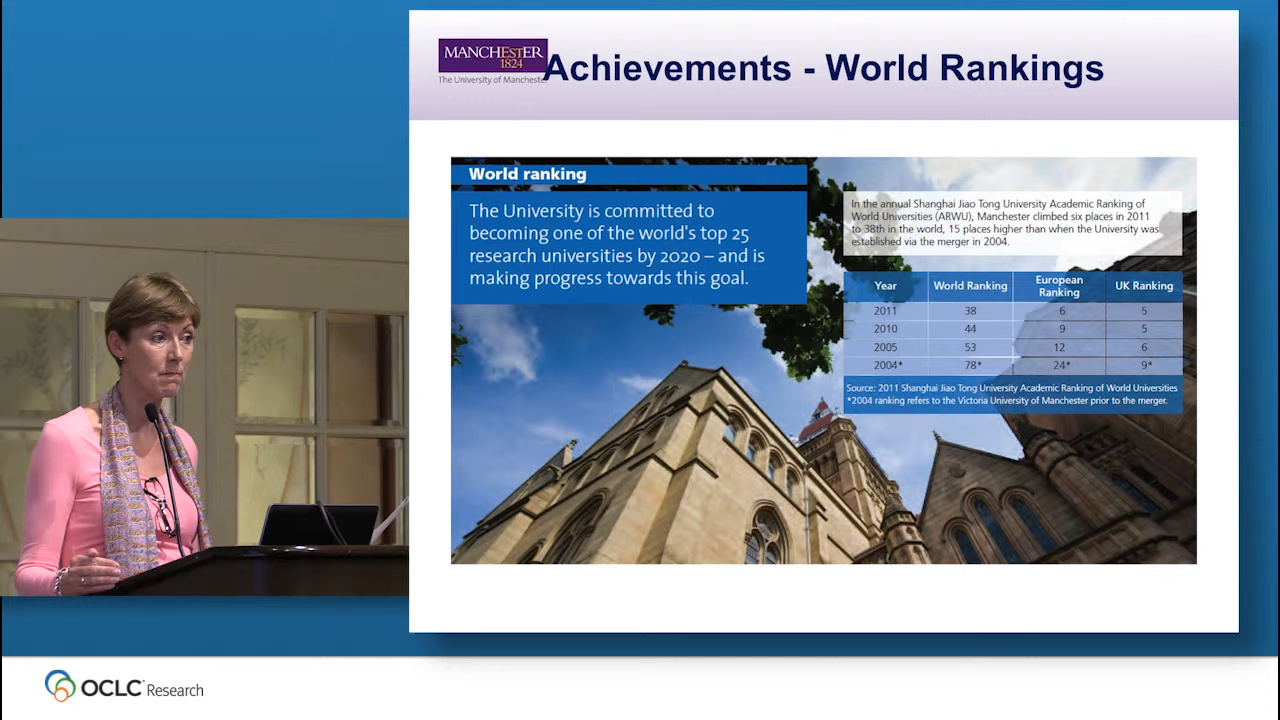 MANCHESTER
1824
The University of Manchester
Achievements - World Rankings
World ranking
The University is committed to
becoming one of the world's top 25
research universities by 2020 – and is
making progress towards this goal.
In the annual Shanghai Jiao Tong University Academic Ranking of
World Universities (ARWU), Manchester climbed six places in 2011
to 38th in the world, 15 places higher than when the University was
established via the merger in 2004.
Year World Ranking European Ranking UK Ranking
2011 38 6 5
2010 44 9 5
2005 53 12 6
2004* 78* 24* 9*
Source: 2011 Shanghai Jiao Tong University Academic Ranking of World Universities
*2004 ranking refers to the Victoria University of Manchester prior to the merger.
OCLC Research